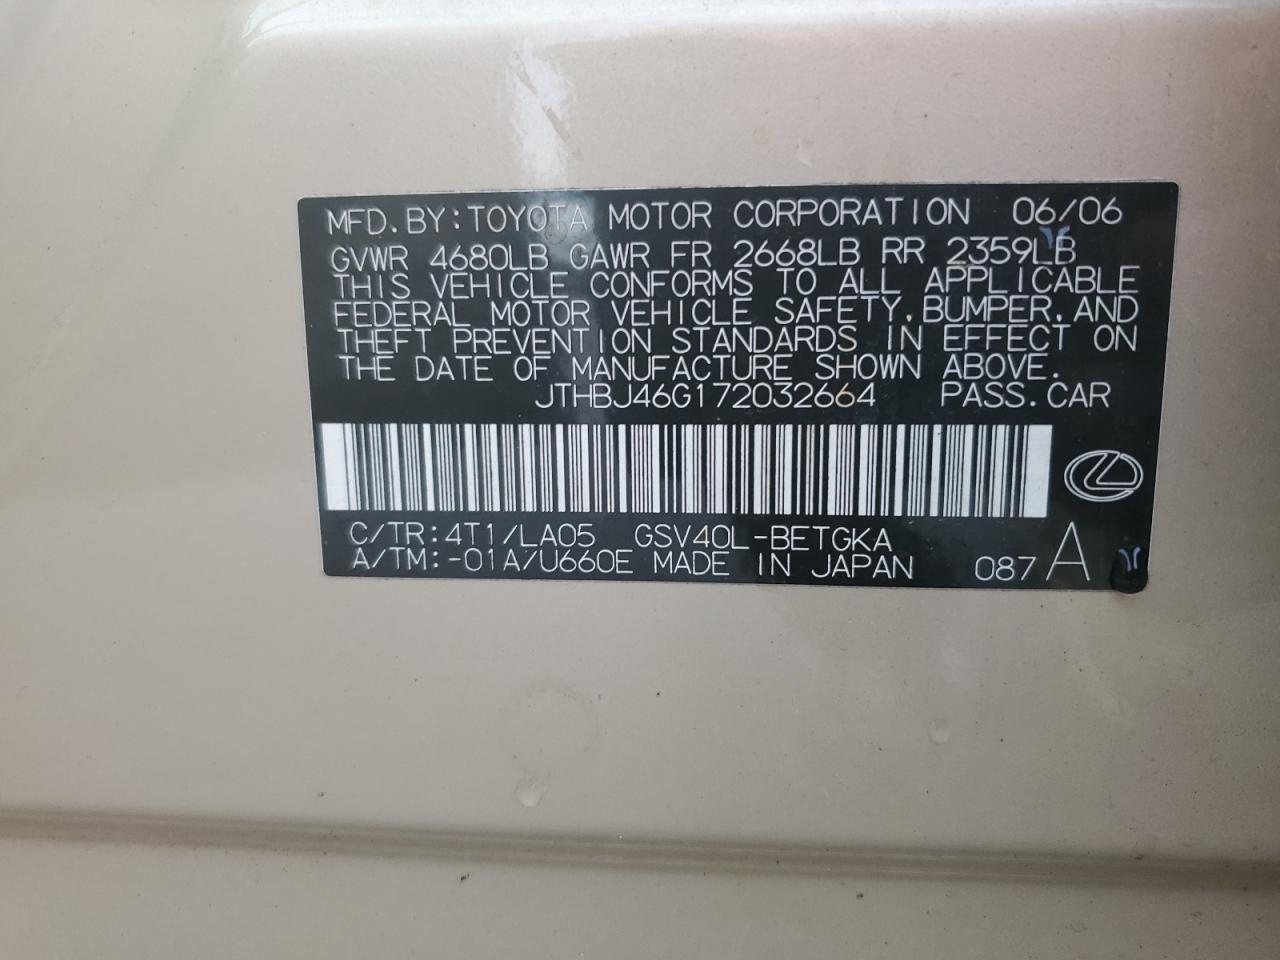 MFD.BY:TOYOTA MOTOR CORPORATION 06/06
GVWR 4680LB GAWR FR 2668LB RR 2359LB
THIS VEHICLE CONFORMS TO ALL APPLICABLE
FEDERAL MOTOR VEHICLE SAFETY,BUMPER,AND
THEFT PREVENTION STANDARDS IN EFFECT ON
THE DATE OF MANUFACTURE SHOWN ABOVE.
JTHBJ46G172032664 PASS.CAR
C/TR:4T1/LA05 GSV40L-BETGKA
A/TM:-01A/U660E MADE IN JAPAN 087 A